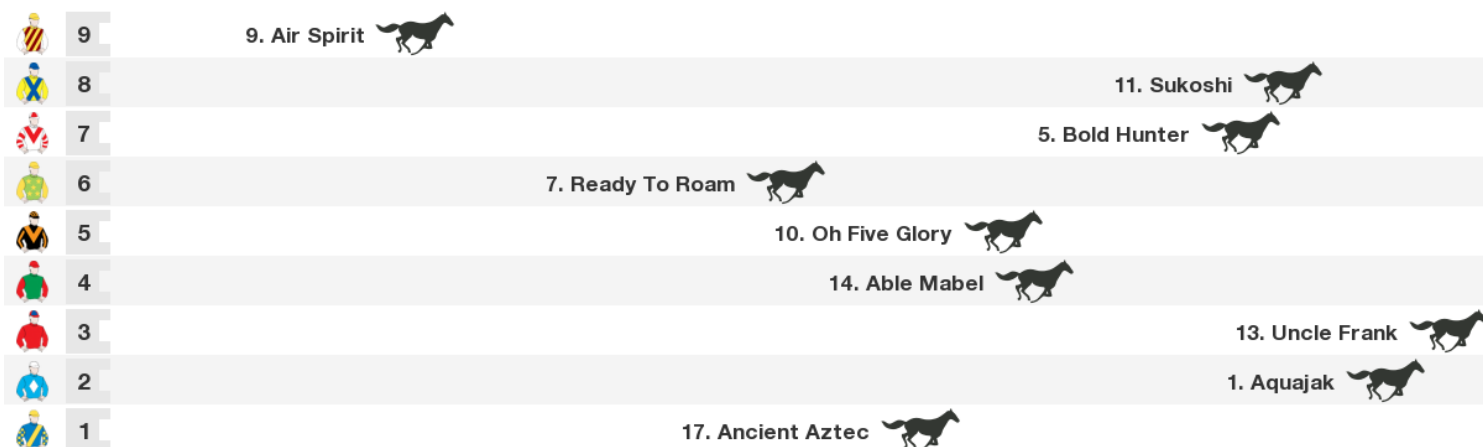 9 9. Air Spirit
8 11. Sukoshi
7 5. Bold Hunter
6 7. Ready To Roam
5 10. Oh Five Glory
4 14. Able Mabel
3 13. Uncle Frank
2 1. Aquajak
1 17. Ancient Aztec